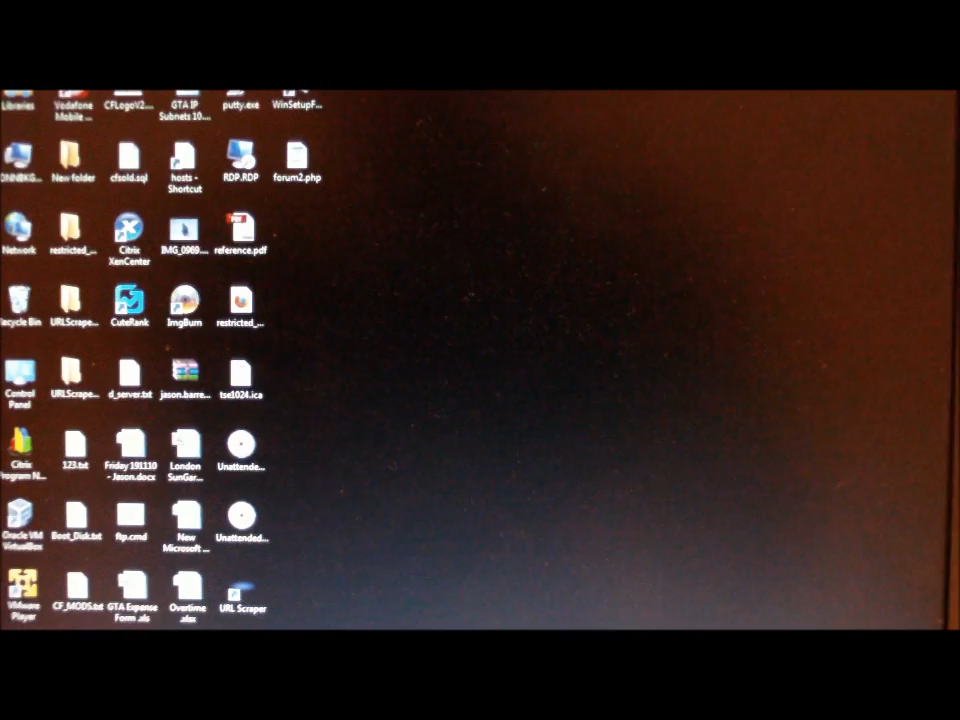 Libraries
Vodafone
Mobile ...
CFLogoV2....
GTA IP
Subnets 10....
putty.exe
WinSetupF...
New folder
cfsold.sql
hosts -
Shortcut
RDP.RDP
forum2.php
Network
restricted_...
Citrix
XenCenter
IMG_0969....
reference.pdf
ecycle Bin
URLScrape...
CuteRank
ImgBurn
restricted_...
Control
Panel
URLScrape...
d_server.txt
jason.barre...
tse1024.ica
Citrix
rogram N...
123.txt
Friday 191110
- Jason.docx
London
SunGar...
Unattende...
Oracle VM
VirtualBox
Boot_Disk.txt
ftp.cmd
New
Microsoft ...
Unattended...
VMware
Player
CF_MODS.txt
GTA Expense
Form .xls
Overtime
.xlsx
URL Scraper